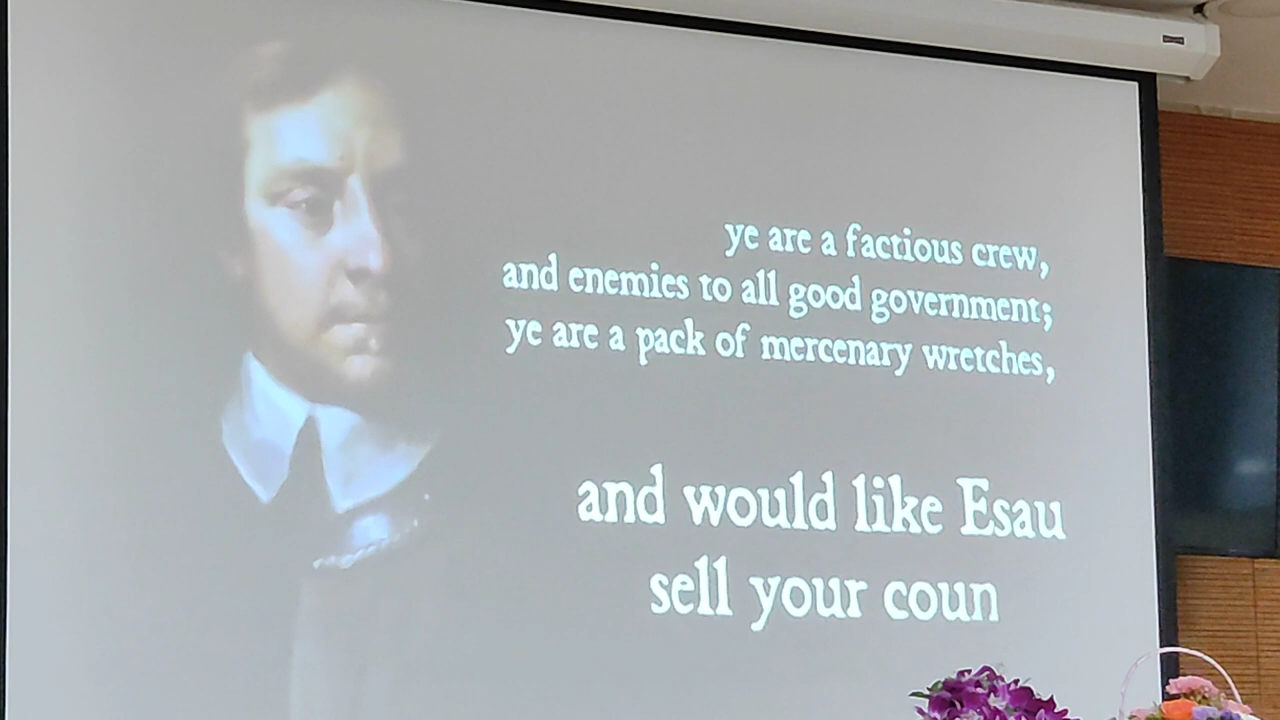 ye are a factious crew,
and enemies to all good government;
ye are a pack of mercenary wretches,
and would like Esau
sell your coun